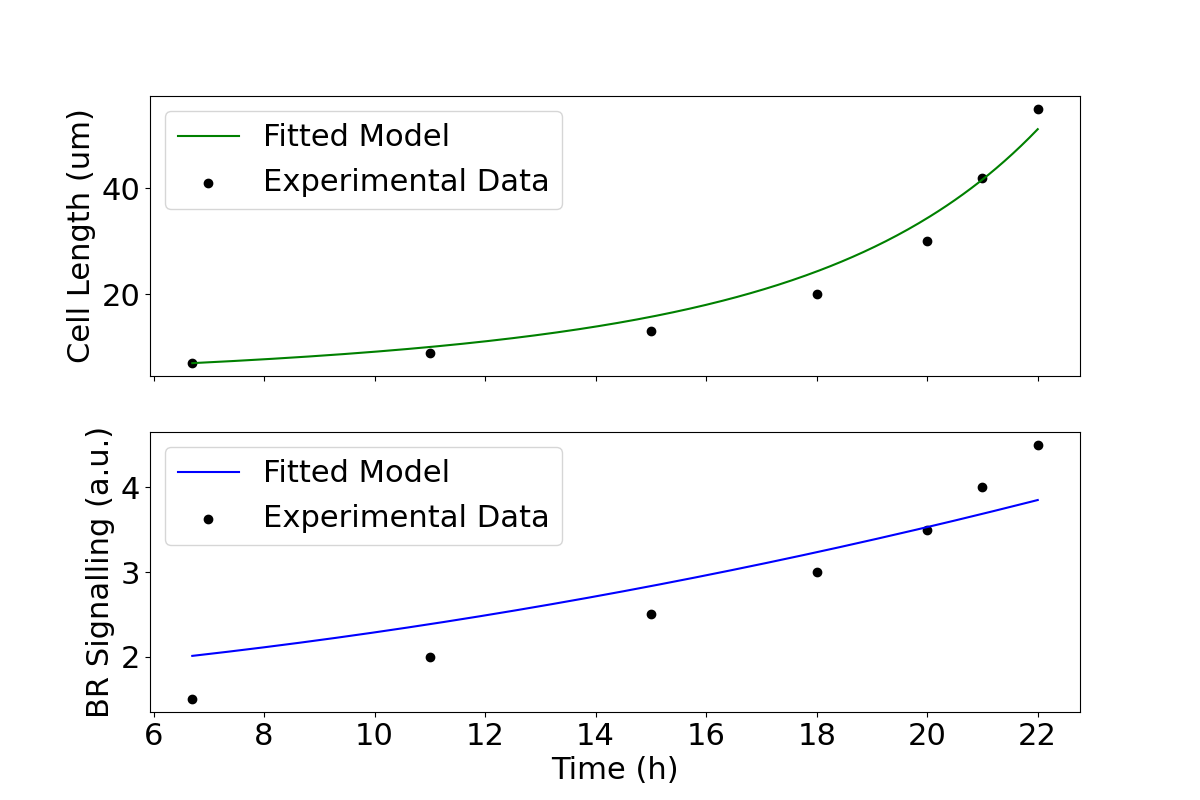 Cell Length (um)
40
20
Fitted Model
Experimental Data
BR Signalling (a.u.)
4
3
2
Fitted Model
Experimental Data
6 8 10 12 14 16 18 20 22
Time (h)